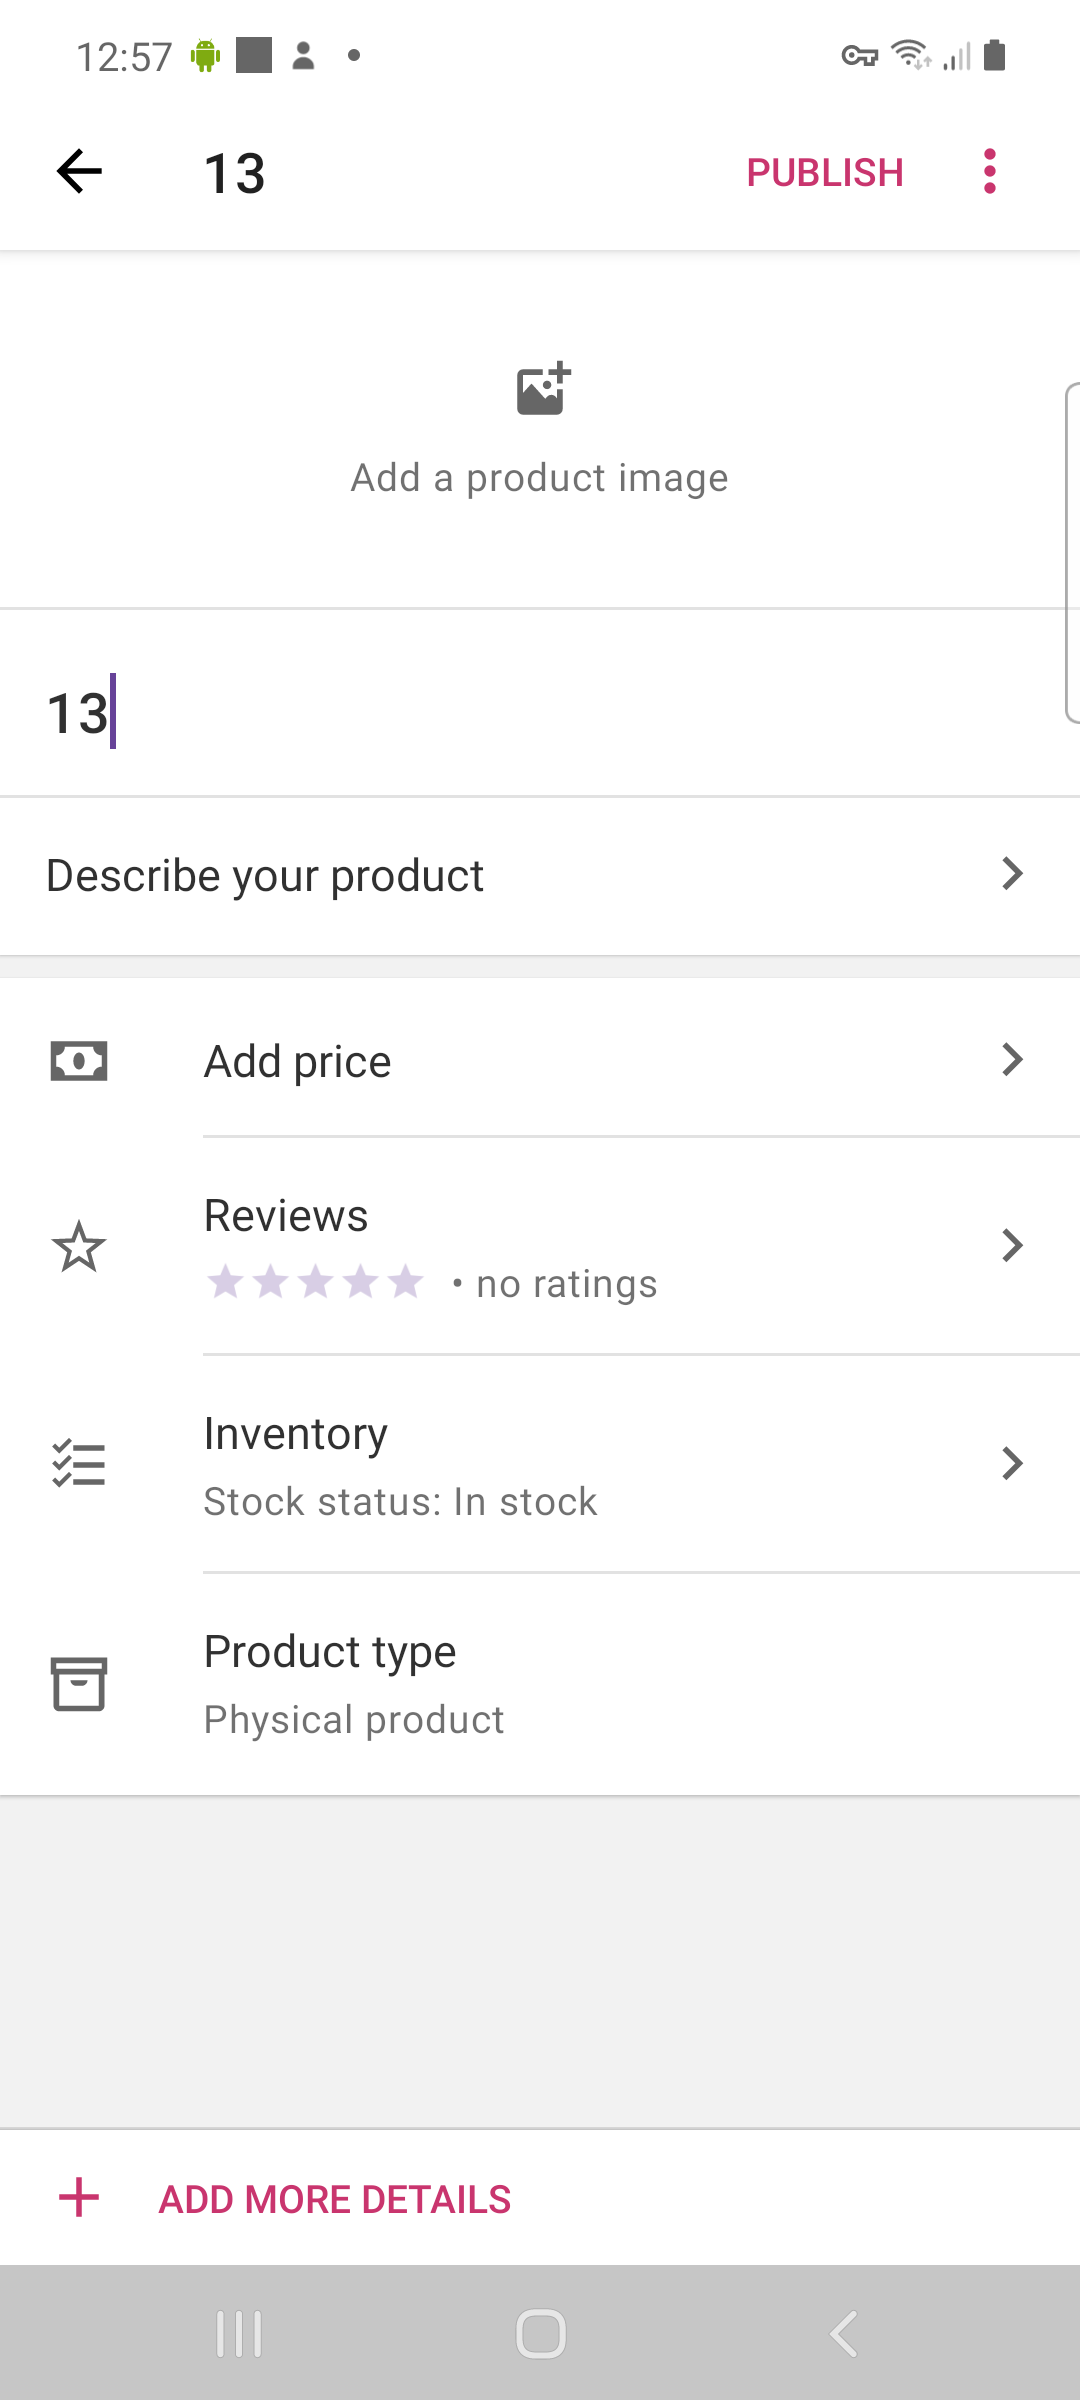 12:57
13
PUBLISH
Add a product image
13
Describe your product
Add price
Reviews
• no ratings
Inventory
Stock status: In stock
Product type
Physical product
ADD MORE DETAILS